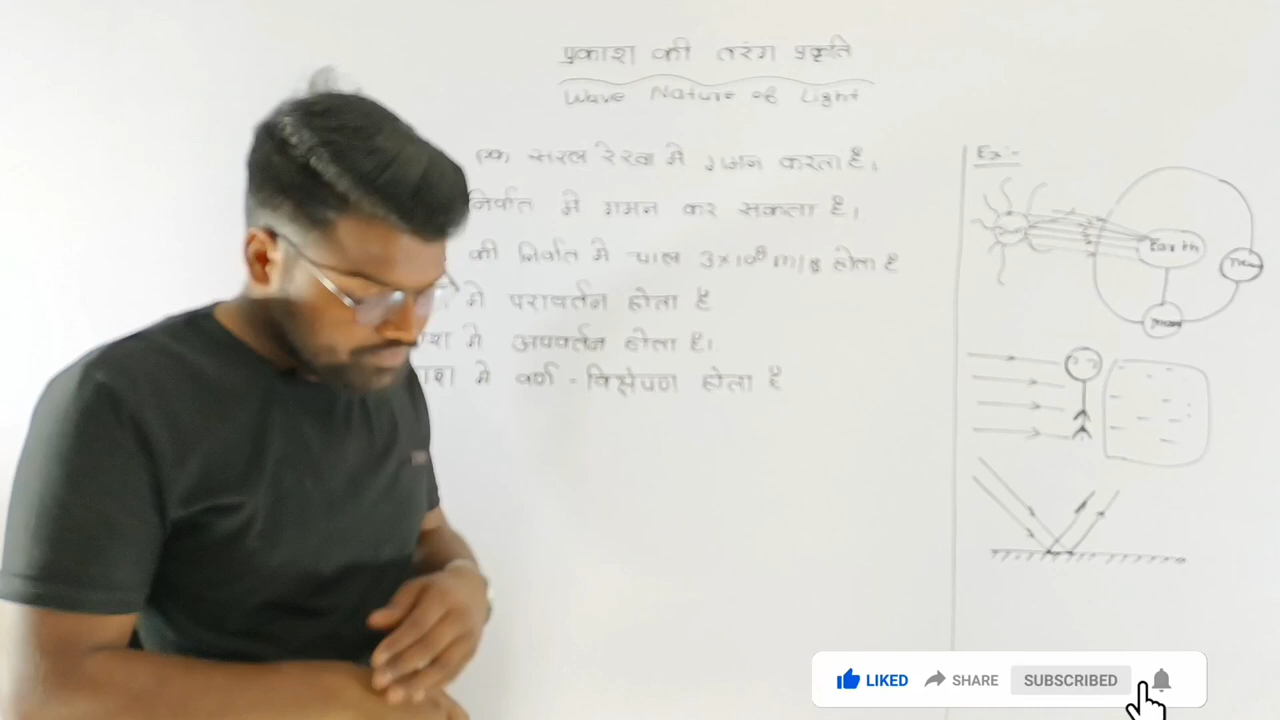 प्रकाश की तरंग प्रकृति
Wave Nature of Light
सरल रेखा मे गमन करता है।
निर्वात मे गमन कर सकता है।
की निर्वात मे चाल 3×10⁸ m/s होता है
मे परावर्तन होता है
मे अपवर्तन होता है।
मे वर्ण - विक्षेपण होता है
Ex:-
Earth
LIKED SHARE SUBSCRIBED